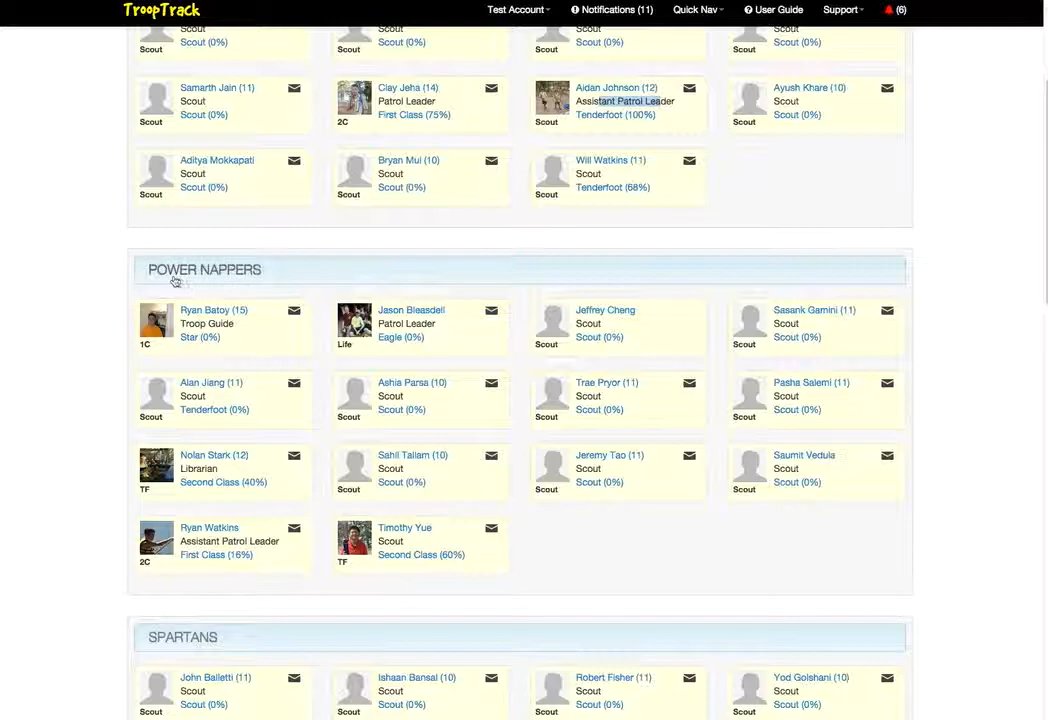 TroopTrack Test Account Notifications (11) Quick Nav User Guide Support (6)
Scout Scout Scout Scout
Scout (0%) Scout (0%) Scout (0%) Scout (0%)
Scout Scout Scout Scout
Samarth Jain (11) Clay Jeha (14) Aidan Johnson (12) Ayush Khare (10)
Scout Patrol Leader Assistant Patrol Leader Scout
Scout (0%) First Class (75%) Tenderfoot (100%) Scout (0%)
Scout 2C Scout Scout
Aditya Mokkapati Bryan Mui (10) Will Watkins (11)
Scout Scout Scout
Scout (0%) Scout (0%) Tenderfoot (68%)
Scout Scout Scout
POWER NAPPERS
Ryan Batoy (15) Jason Bleasdell Jeffrey Cheng Sasank Gamini (11)
Troop Guide Patrol Leader Scout Scout
Star (0%) Eagle (0%) Scout (0%) Scout (0%)
1C Life Scout Scout
Alan Jiang (11) Ashia Parsa (10) Trae Pryor (11) Pasha Salemi (11)
Scout Scout Scout Scout
Tenderfoot (0%) Scout (0%) Scout (0%) Scout (0%)
Scout Scout Scout Scout
Nolan Stark (12) Sahil Tallam (10) Jeremy Tao (11) Saumit Vedula
Librarian Scout Scout Scout
Second Class (40%) Scout (0%) Scout (0%) Scout (0%)
TF Scout Scout Scout
Ryan Watkins Timothy Yue
Assistant Patrol Leader Scout
First Class (16%) Second Class (60%)
2C TF
SPARTANS
John Balletti (11) Ishaan Bansal (10) Robert Fisher (11) Yod Golshani (10)
Scout Scout Scout Scout
Scout (0%) Scout (0%) Scout (0%) Scout (0%)
Scout Scout Scout Scout